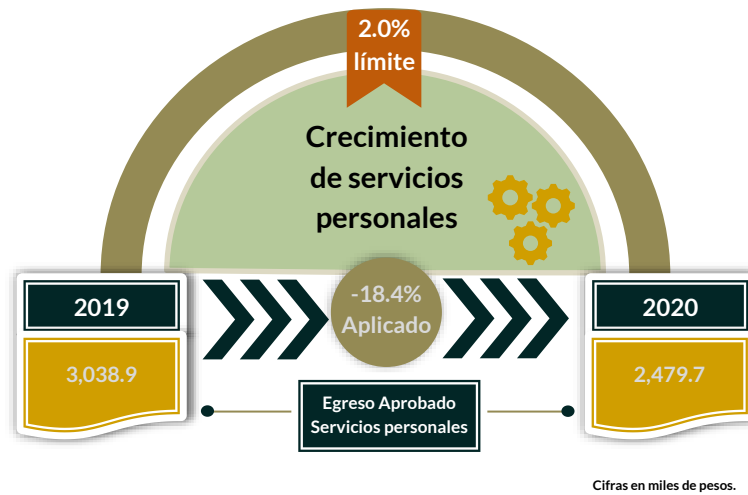 2.0%
límite
Crecimiento
de servicios
personales
2019
-18.4%
Aplicado
2020
3,038.9
2,479.7
Egreso Aprobado
Servicios personales
Cifras en miles de pesos.